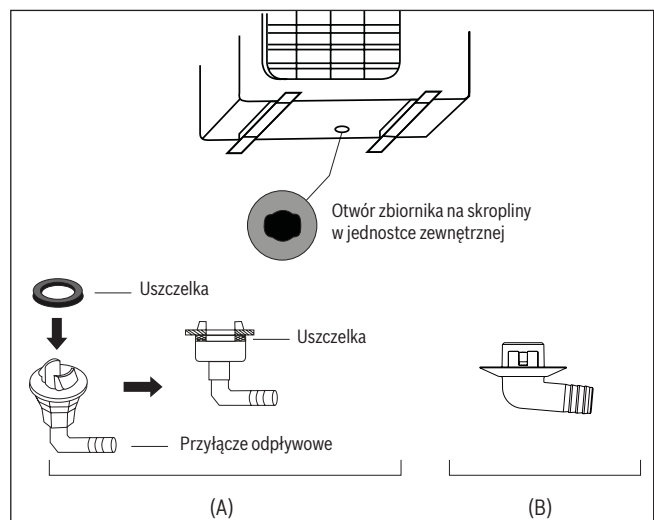 Otwór zbiornika na skropliny
w jednostce zewnętrznej
Uszczelka
Uszczelka
Przyłącze odpływowe
(A)
(B)